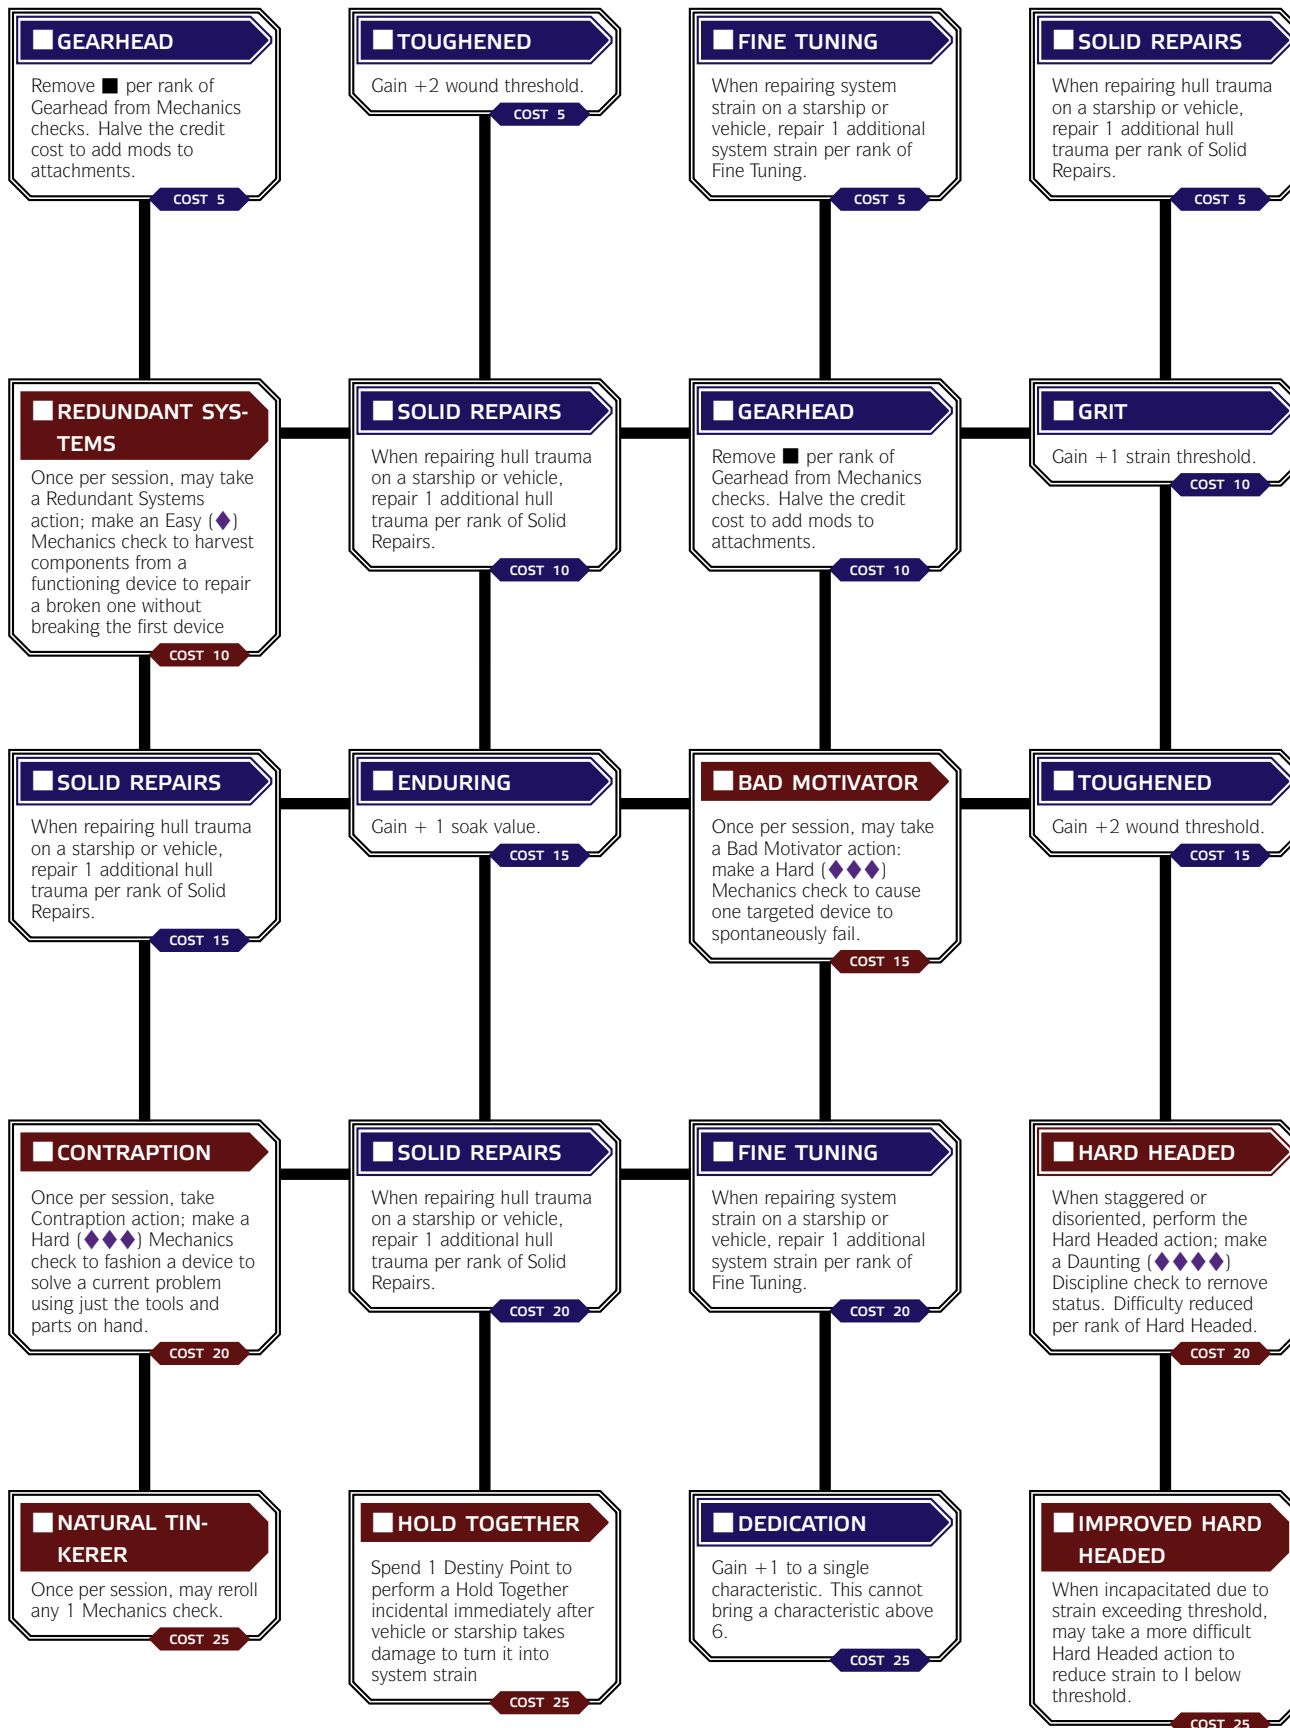 GEARHEAD
Remove ■ per rank of
Gearhead from Mechanics
checks. Halve the credit
cost to add mods to
attachments.
COST 5
TOUGHENED
Gain +2 wound threshold.
COST 5
FINE TUNING
When repairing system
strain on a starship or
vehicle, repair 1 additional
system strain per rank of
Fine Tuning.
COST 5
SOLID REPAIRS
When repairing hull trauma
on a starship or vehicle,
repair 1 additional hull
trauma per rank of Solid
Repairs.
COST 5
REDUNDANT SYS-
TEMS
Once per session, may take
a Redundant Systems
action; make an Easy (♦)
Mechanics check to harvest
components from a
functioning device to repair
a broken one without
breaking the first device
COST 10
SOLID REPAIRS
When repairing hull trauma
on a starship or vehicle,
repair 1 additional hull
trauma per rank of Solid
Repairs.
COST 10
GEARHEAD
Remove ■ per rank of
Gearhead from Mechanics
checks. Halve the credit
cost to add mods to
attachments.
COST 10
GRIT
Gain +1 strain threshold.
COST 10
SOLID REPAIRS
When repairing hull trauma
on a starship or vehicle,
repair 1 additional hull
trauma per rank of Solid
Repairs.
COST 15
ENDURING
Gain + 1 soak value.
COST 15
BAD MOTIVATOR
Once per session, may take
a Bad Motivator action:
make a Hard (♦♦♦)
Mechanics check to cause
one targeted device to
spontaneously fail.
COST 15
TOUGHENED
Gain +2 wound threshold.
COST 15
CONTRAPTION
Once per session, take
Contraption action; make a
Hard (♦♦♦) Mechanics
check to fashion a device to
solve a current problem
using just the tools and
parts on hand.
COST 20
SOLID REPAIRS
When repairing hull trauma
on a starship or vehicle,
repair 1 additional hull
trauma per rank of Solid
Repairs.
COST 20
FINE TUNING
When repairing system
strain on a starship or
vehicle, repair 1 additional
system strain per rank of
Fine Tuning.
COST 20
HARD HEADED
When staggered or
disoriented, perform the
Hard Headed action; make
a Daunting (♦♦♦♦)
Discipline check to rernove
status. Difficulty reduced
per rank of Hard Headed.
COST 20
NATURAL TIN-
KERER
Once per session, may reroll
any 1 Mechanics check.
COST 25
HOLD TOGETHER
Spend 1 Destiny Point to
perform a Hold Together
incidental immediately after
vehicle or starship takes
damage to turn it into
system strain
COST 25
DEDICATION
Gain +1 to a single
characteristic. This cannot
bring a characteristic above
6.
COST 25
IMPROVED HARD
HEADED
When incapacitated due to
strain exceeding threshold,
may take a more difficult
Hard Headed action to
reduce strain to I below
threshold.
COST 25